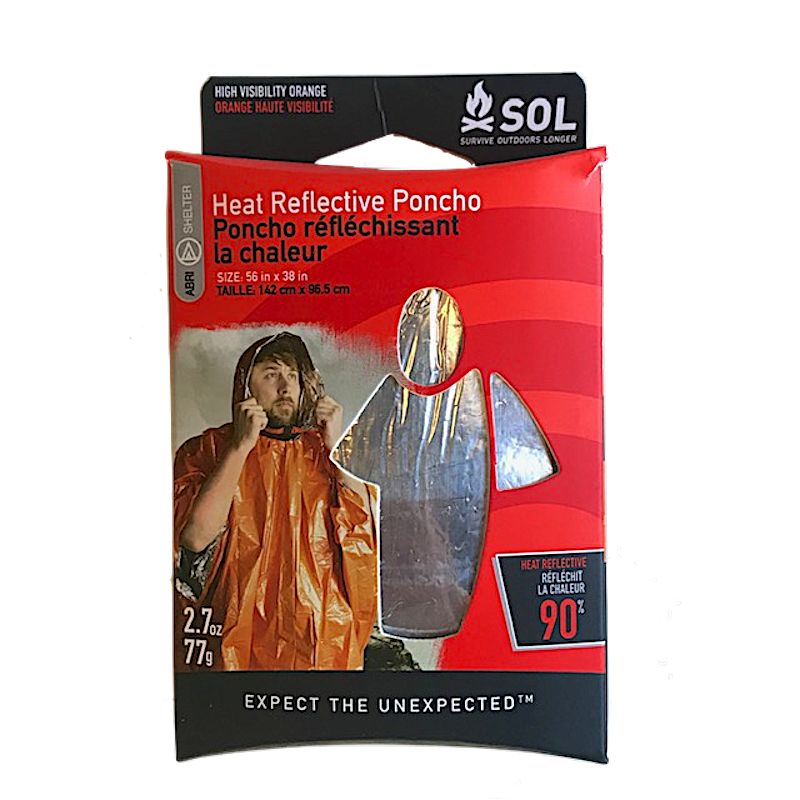 HIGH VISIBILITY ORANGE
ORANGE HAUTE VISIBILITÉ
SOL
SURVIVE OUTDOORS LONGER
ABRI SHELTER
Heat Reflective Poncho
Poncho réfléchissant
la chaleur
SIZE: 56 in x 38 in
TAILLE: 142 cm x 96.5 cm
HEAT REFLECTIVE
RÉFLÉCHIT
LA CHALEUR
90%
2.7oz
77g
EXPECT THE UNEXPECTED™